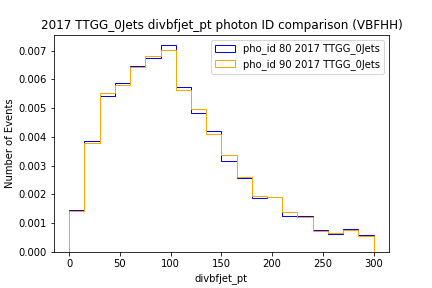 2017 TTGG_0Jets divbfjet_pt photon ID comparison (VBFHH)
pho_id 80 2017 TTGG_0Jets
pho_id 90 2017 TTGG_0Jets
Number of Events
0.007
0.006
0.005
0.004
0.003
0.002
0.001
0.000
0 50 100 150 200 250 300
divbfjet_pt